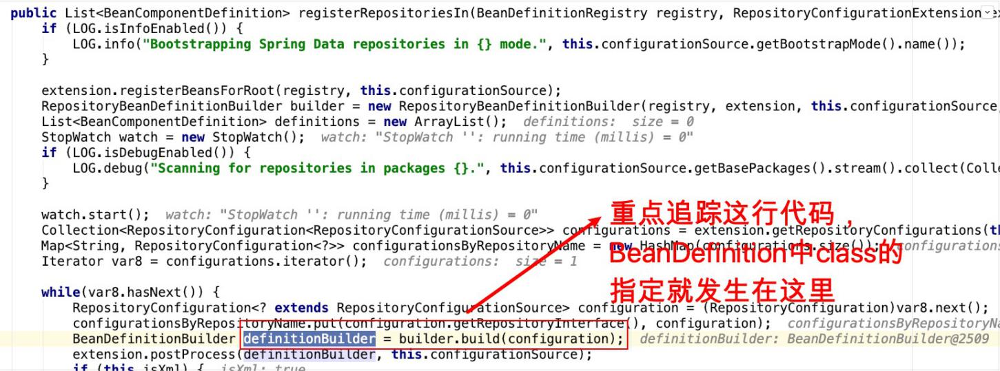 public List<BeanComponentDefinition> registerRepositoriesIn(BeanDefinitionRegistry registry, RepositoryConfigurationExtension ex
if (LOG.isInfoEnabled()) {
LOG.info("Bootstrapping Spring Data repositories in {} mode.", this.configurationSource.getBootstrapMode().name());
}
extension.registerBeansForRoot(registry, this.configurationSource);
RepositoryBeanDefinitionBuilder builder = new RepositoryBeanDefinitionBuilder(registry, extension, this.configurationSource,
List<BeanComponentDefinition> definitions = new ArrayList(); definitions: size = 0
StopWatch watch = new StopWatch(); watch: "StopWatch '': running time (millis) = 0"
if (LOG.isDebugEnabled()) {
LOG.debug("Scanning for repositories in packages {}.", this.configurationSource.getBasePackages().stream().collect(Colle
}
watch.start(); watch: "StopWatch '': running time (millis) = 0"
Collection<RepositoryConfiguration<RepositoryConfigurationSource>> configurations = extension.getRepositoryConfigurations(th
Map<String, RepositoryConfiguration<?>> configurationsByRepositoryName = new HashMap(configurations.size()); configurations
Iterator var8 = configurations.iterator(); configurations: size = 1
重点追踪这行代码，
BeanDefinition中class的
指定就发生在这里
while(var8.hasNext()) {
RepositoryConfiguration<? extends RepositoryConfigurationSource> configuration = (RepositoryConfiguration)var8.next();
configurationsByRepositoryName.put(configuration.getRepositoryInterface(), configuration); configurationsByRepositoryNa
BeanDefinitionBuilder definitionBuilder = builder.build(configuration); definitionBuilder: BeanDefinitionBuilder@2509
extension.postProcess(definitionBuilder, this.configurationSource);
if (this.isXml) { isXml: true